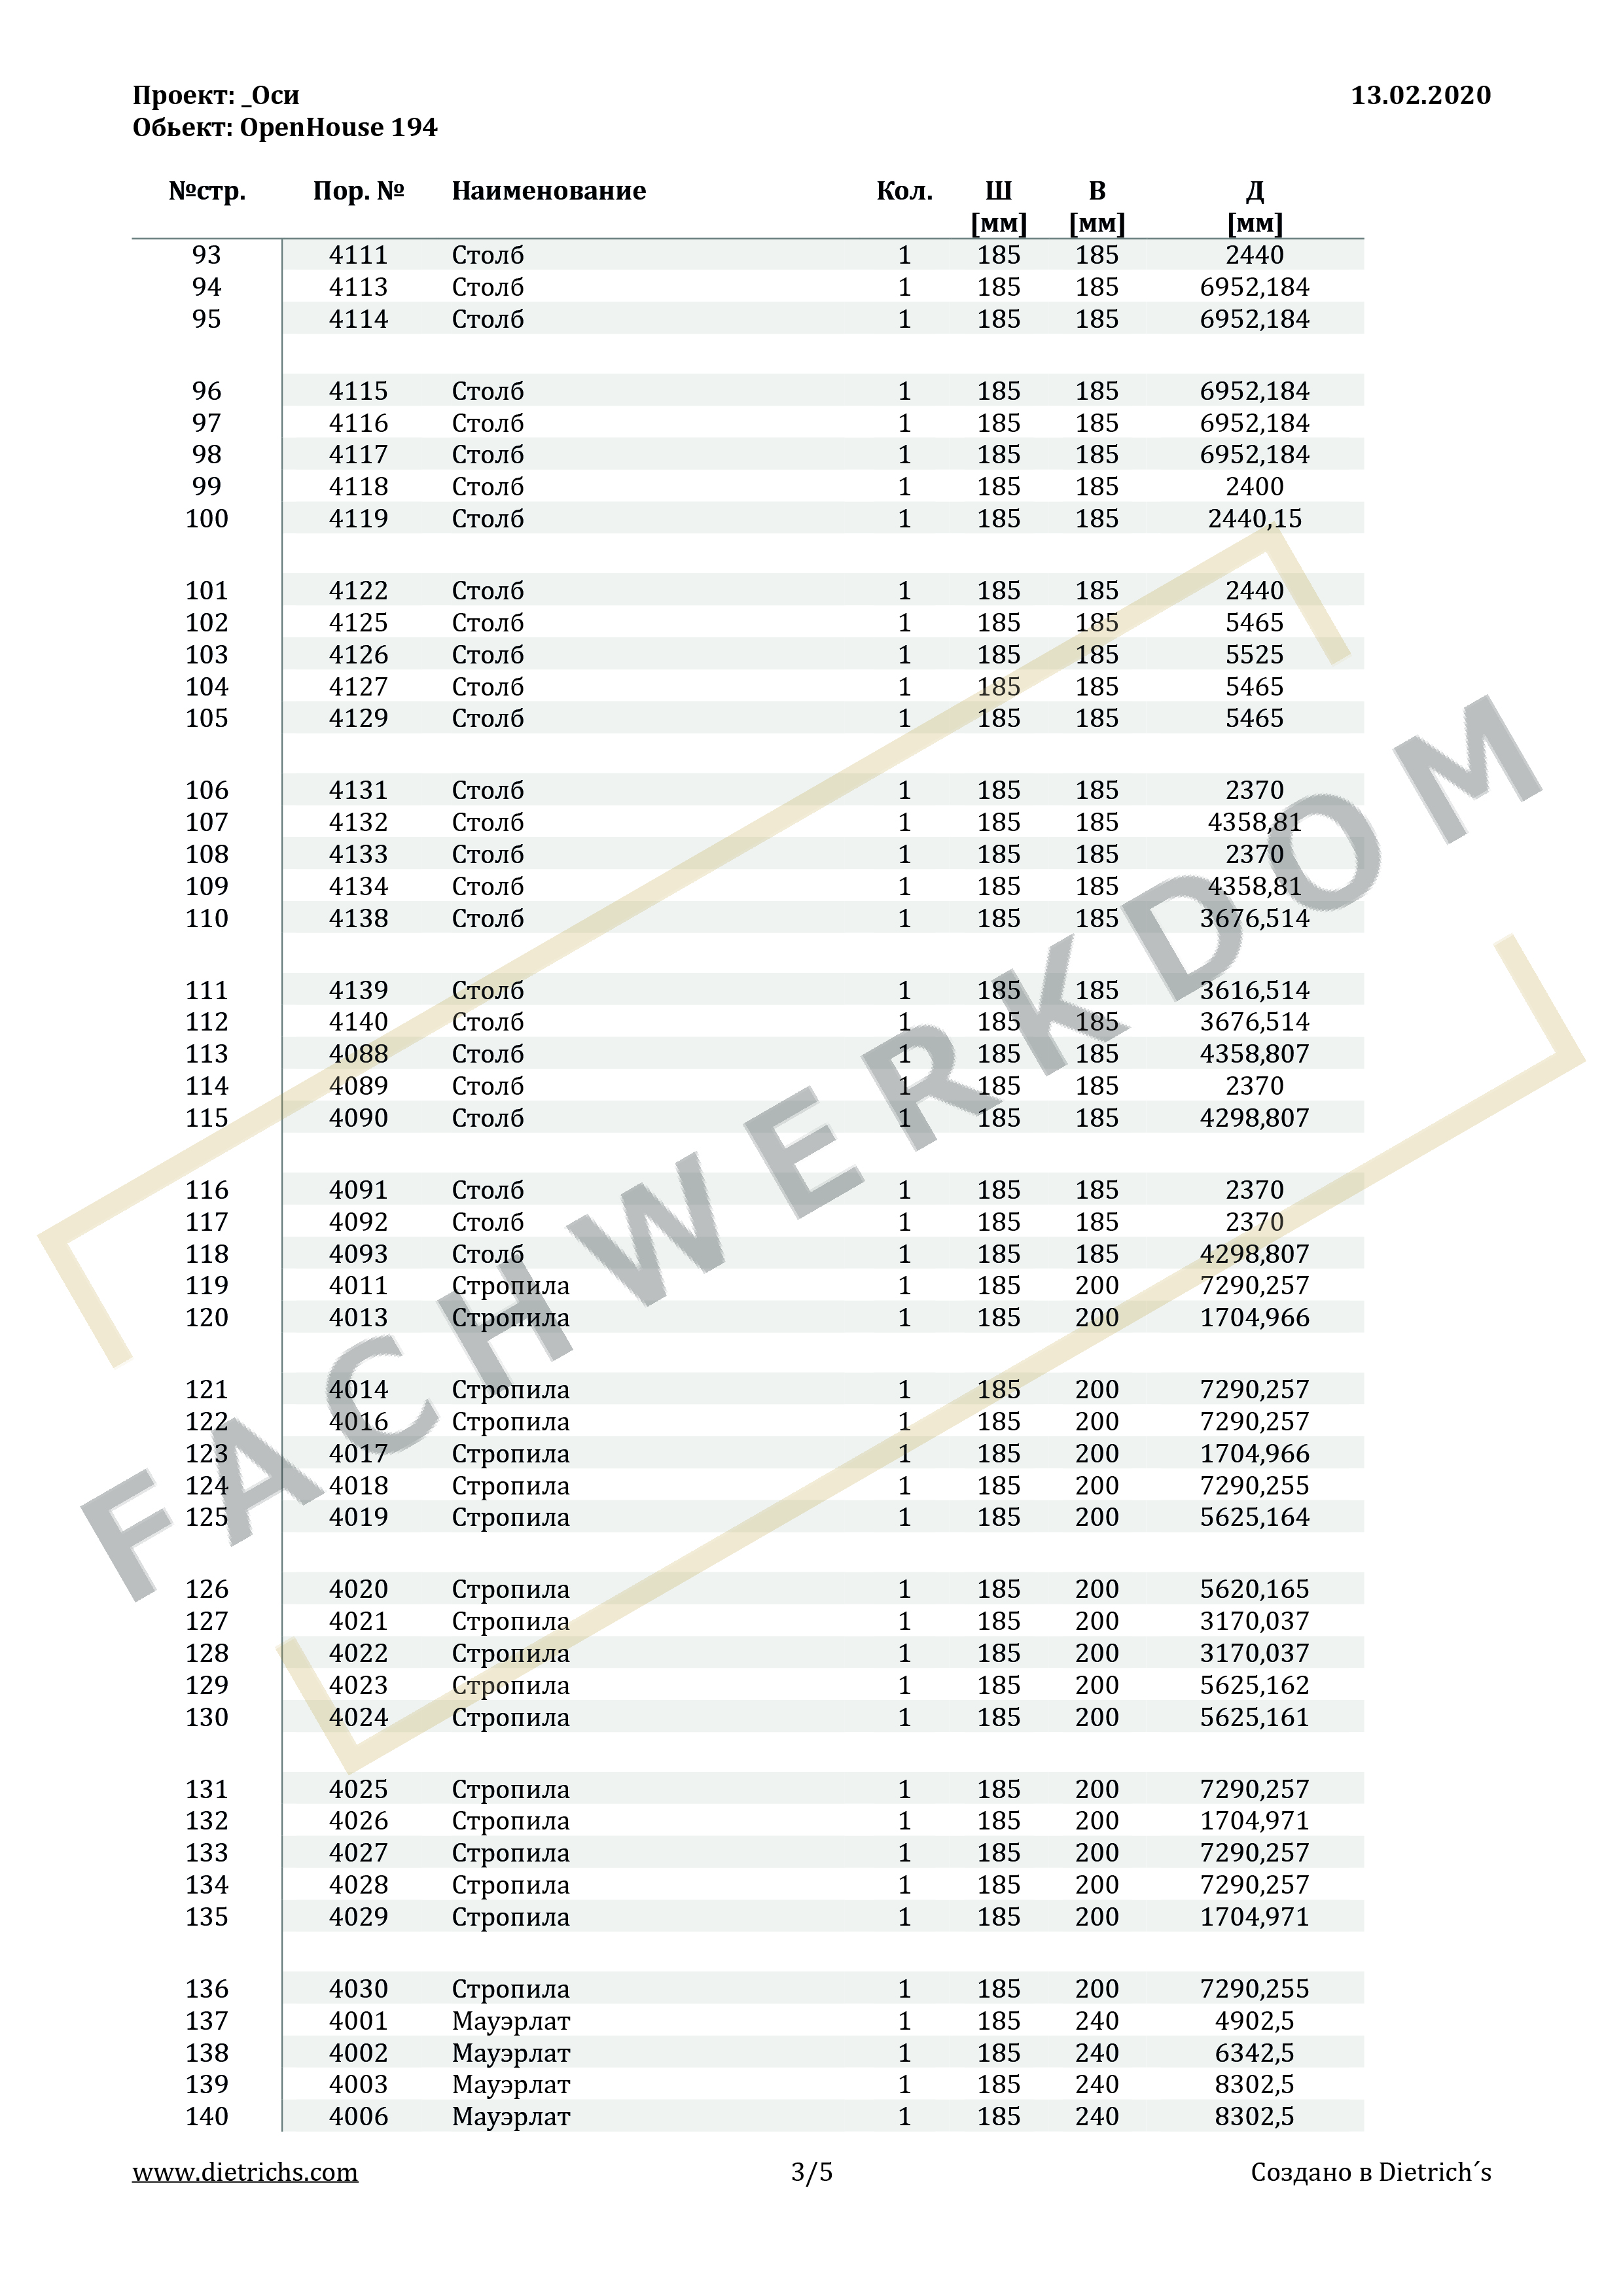 Проект: _Оси 13.02.2020
Обьект: OpenHouse 194
№стр. Пор. № Наименование Кол. Ш В Д
[мм] [мм] [мм]
93 4111 Столб 1 185 185 2440
94 4113 Столб 1 185 185 6952,184
95 4114 Столб 1 185 185 6952,184
96 4115 Столб 1 185 185 6952,184
97 4116 Столб 1 185 185 6952,184
98 4117 Столб 1 185 185 6952,184
99 4118 Столб 1 185 185 2400
100 4119 Столб 1 185 185 2440,15
101 4122 Столб 1 185 185 2440
102 4125 Столб 1 185 185 5465
103 4126 Столб 1 185 185 5525
104 4127 Столб 1 185 185 5465
105 4129 Столб 1 185 185 5465
106 4131 Столб 1 185 185 2370
107 4132 Столб 1 185 185 4358,81
108 4133 Столб 1 185 185 2370
109 4134 Столб 1 185 185 4358,81
110 4138 Столб 1 185 185 3676,514
111 4139 Столб 1 185 185 3616,514
112 4140 Столб 1 185 185 3676,514
113 4088 Столб 1 185 185 4358,807
114 4089 Столб 1 185 185 2370
115 4090 Столб 1 185 185 4298,807
116 4091 Столб 1 185 185 2370
117 4092 Столб 1 185 185 2370
118 4093 Столб 1 185 185 4298,807
119 4011 Стропила 1 185 200 7290,257
120 4013 Стропила 1 185 200 1704,966
121 4014 Стропила 1 185 200 7290,257
122 4016 Стропила 1 185 200 7290,257
123 4017 Стропила 1 185 200 1704,966
124 4018 Стропила 1 185 200 7290,255
125 4019 Стропила 1 185 200 5625,164
126 4020 Стропила 1 185 200 5620,165
127 4021 Стропила 1 185 200 3170,037
128 4022 Стропила 1 185 200 3170,037
129 4023 Стропила 1 185 200 5625,162
130 4024 Стропила 1 185 200 5625,161
131 4025 Стропила 1 185 200 7290,257
132 4026 Стропила 1 185 200 1704,971
133 4027 Стропила 1 185 200 7290,257
134 4028 Стропила 1 185 200 7290,257
135 4029 Стропила 1 185 200 1704,971
136 4030 Стропила 1 185 200 7290,255
137 4001 Мауэрлат 1 185 240 4902,5
138 4002 Мауэрлат 1 185 240 6342,5
139 4003 Мауэрлат 1 185 240 8302,5
140 4006 Мауэрлат 1 185 240 8302,5
www.dietrichs.com 3/5 Создано в Dietrich´s
FACHWERKDOM